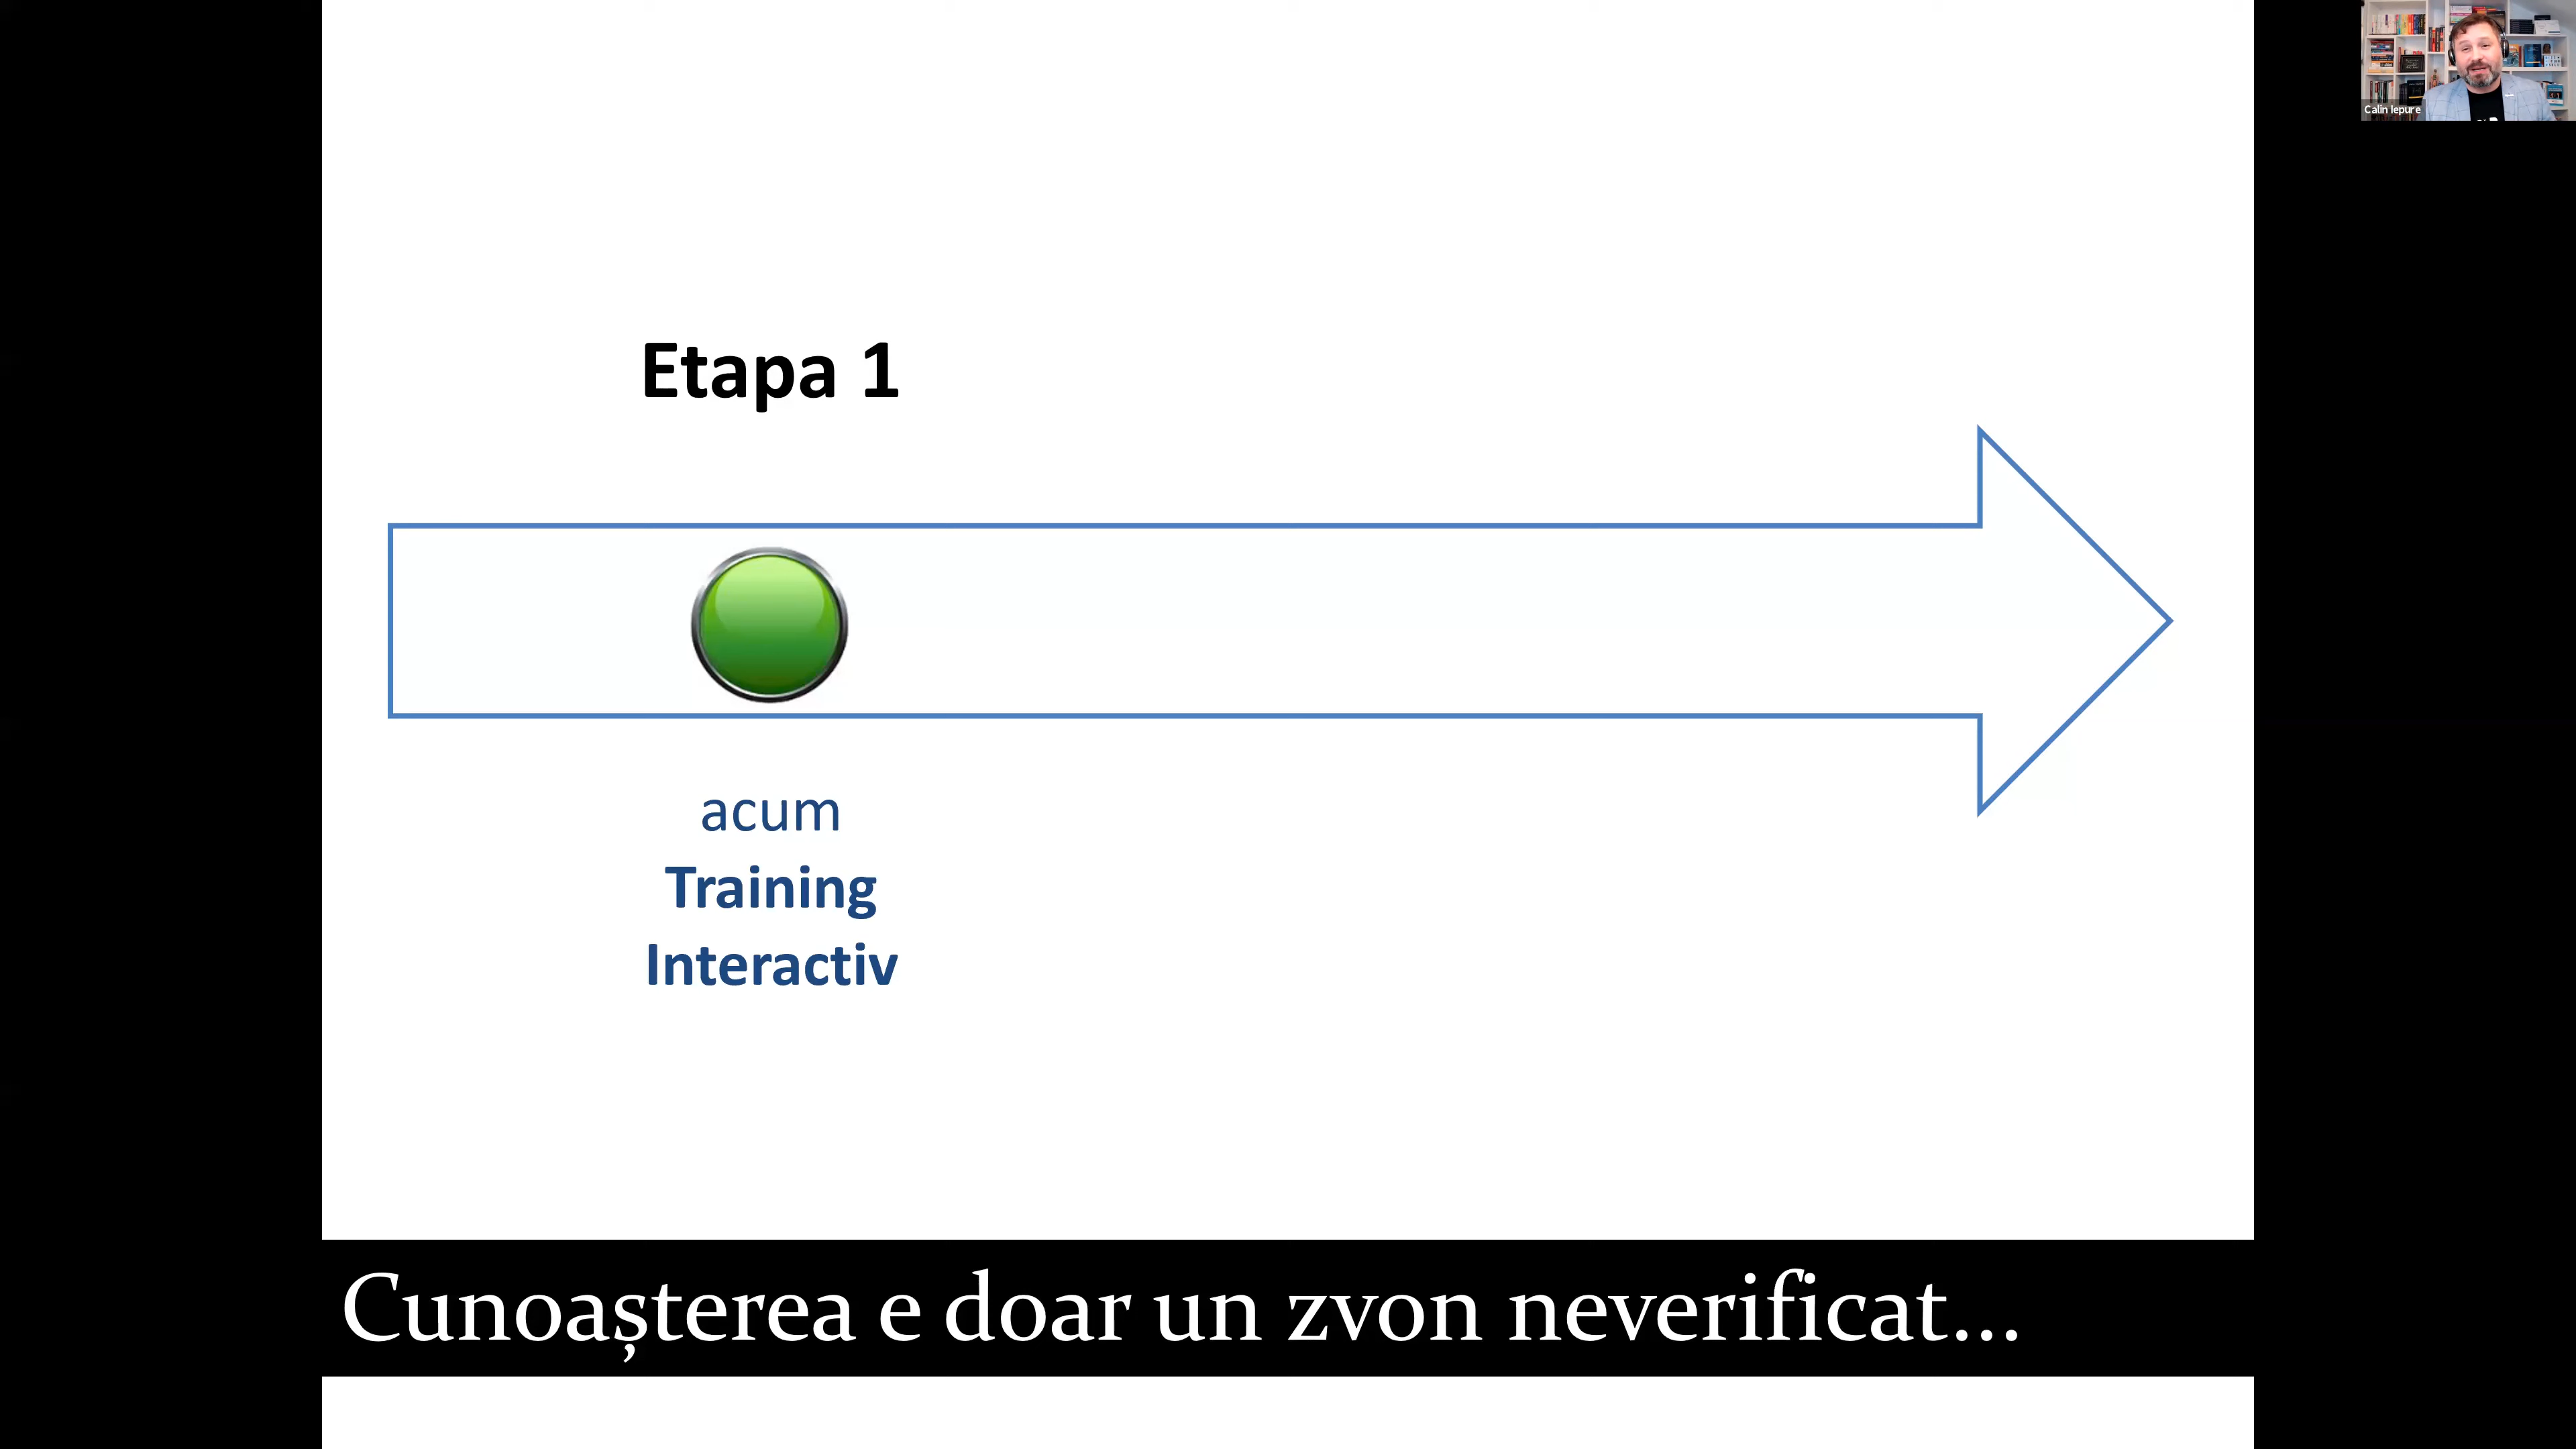 Calin Iepure
Etapa 1
acum
Training
Interactiv
Cunoașterea e doar un zvon neverificat...